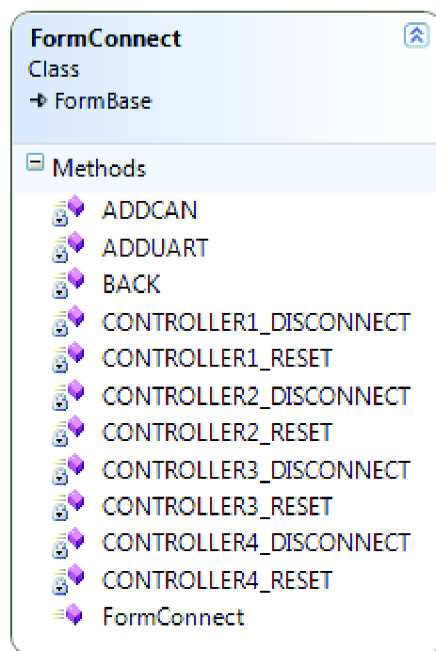 FormConnect
Class
FormBase
Methods
ADDCAN
ADDUART
BACK
CONTROLLER1_DISCONNECT
CONTROLLER1_RESET
CONTROLLER2_DISCONNECT
CONTROLLER2_RESET
CONTROLLER3_DISCONNECT
CONTROLLER3_RESET
CONTROLLER4_DISCONNECT
CONTROLLER4_RESET
FormConnect